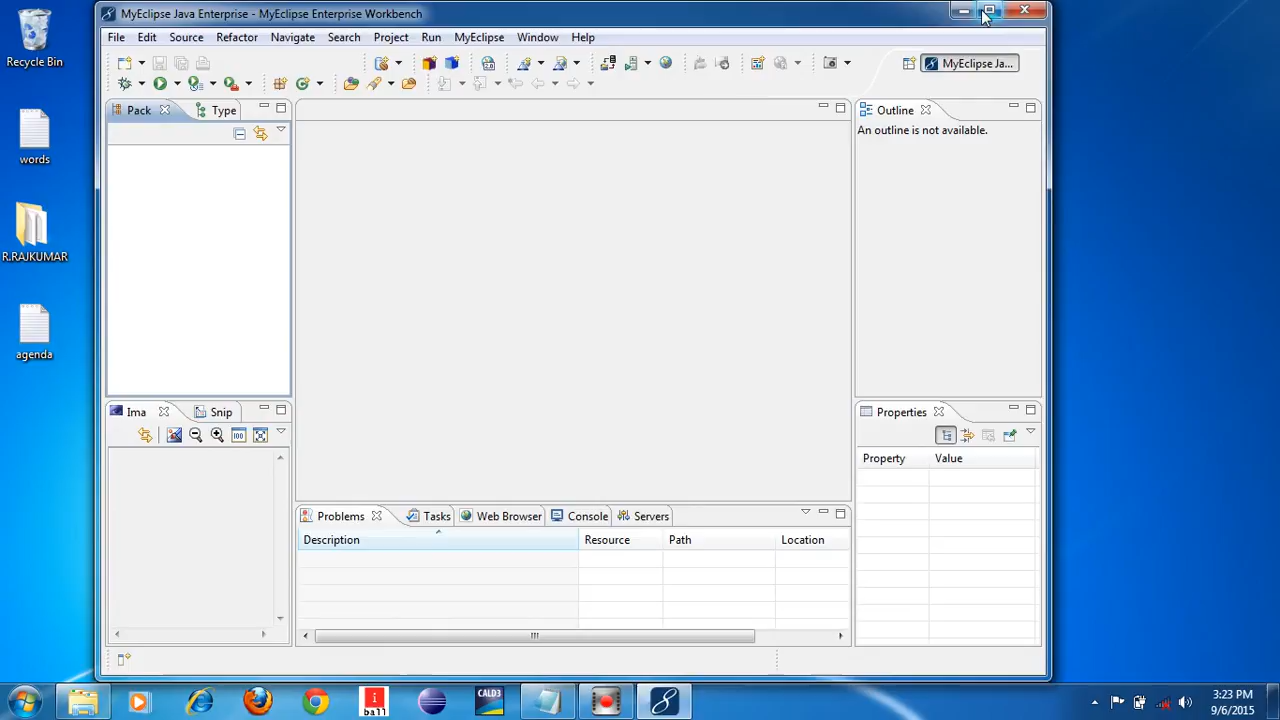 Recycle Bin
words
R.RAJKUMAR
agenda
MyEclipse Java Enterprise - MyEclipse Enterprise Workbench
File Edit Source Refactor Navigate Search Project Run MyEclipse Window Help
MyEclipse Ja...
Pack Type
Outline
An outline is not available.
Ima Snip
100
Properties
Property Value
Problems Tasks Web Browser Console Servers
Description Resource Path Location
i
ball
CALD3
8
3:23 PM
9/6/2015